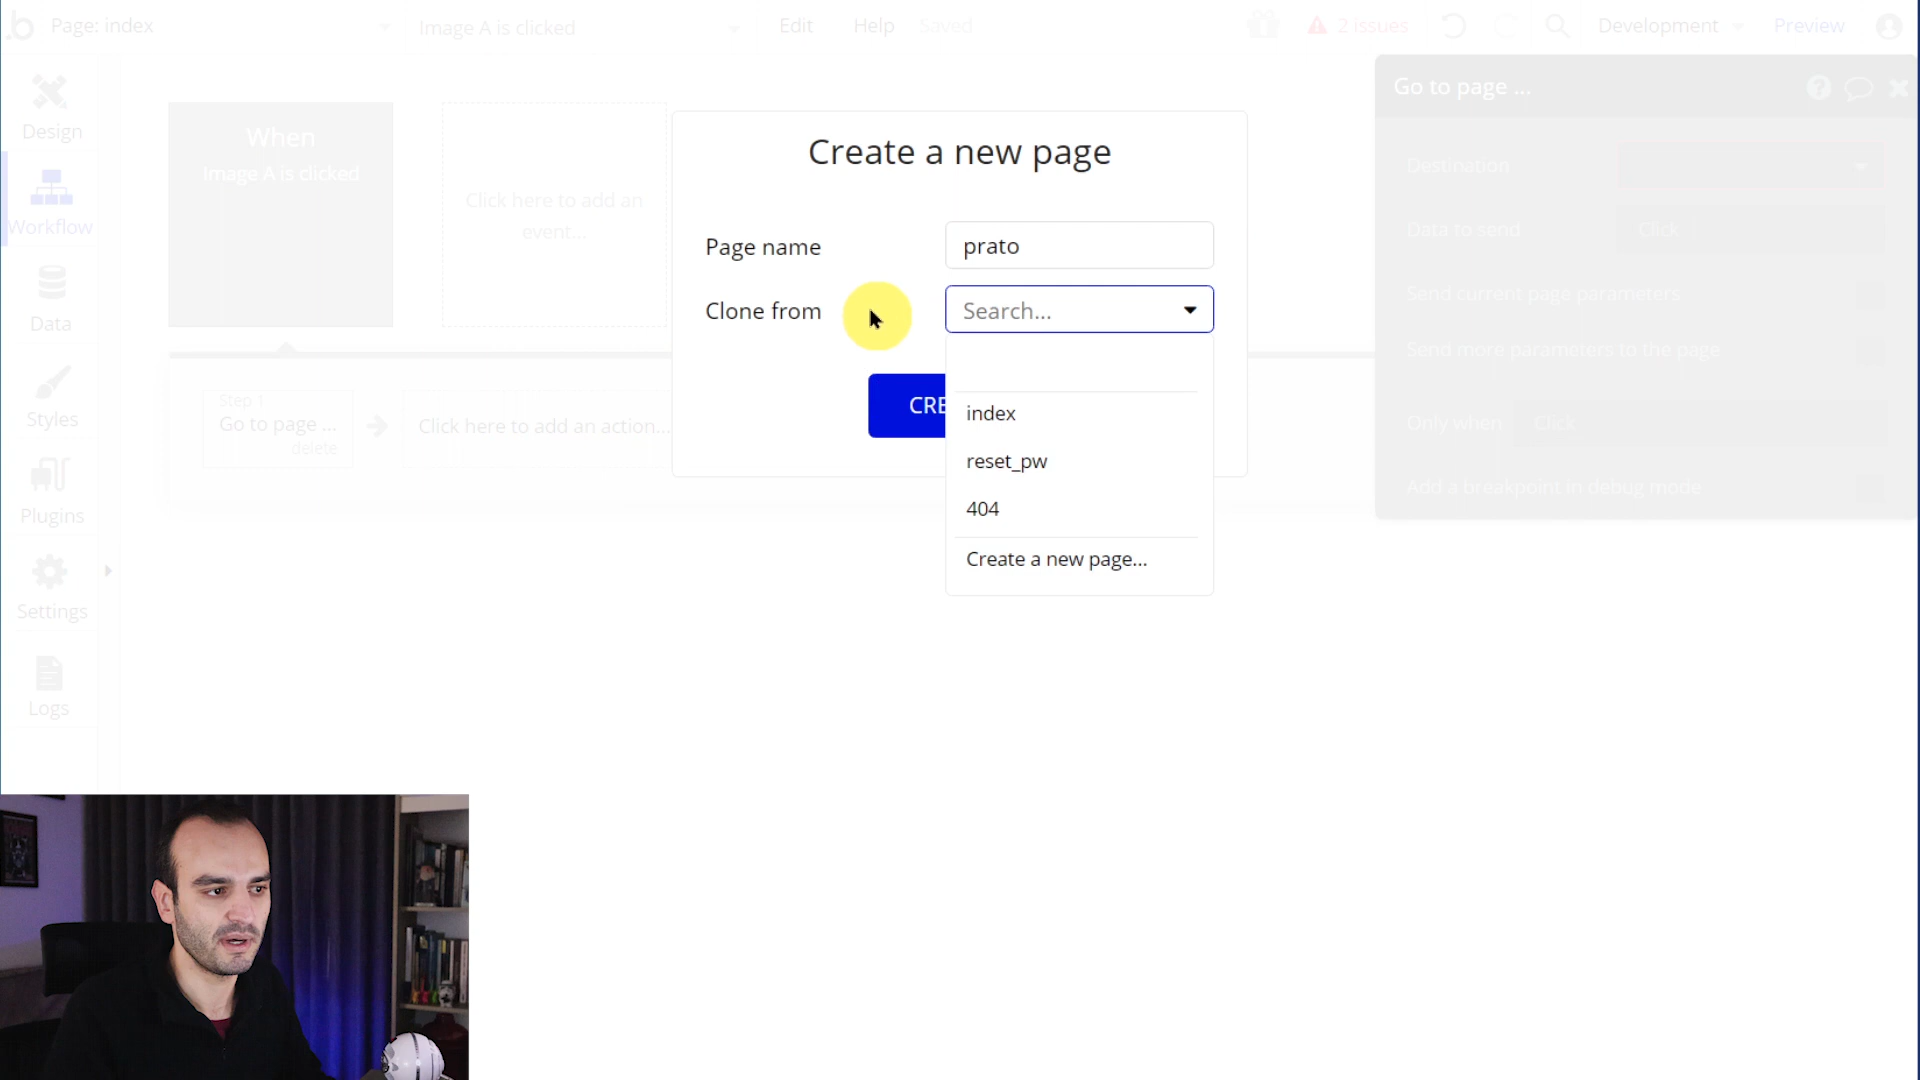 Page: index
Image A is clicked
Edit
Help
Saved
2 issues
Development
Preview
Design
Workflow
Data
Styles
Plugins
Settings
Logs
When
Image A is clicked
Click here to add an
event...
Step 1
Go to page ...
delete
Click here to add an action...
Create a new page
Page name
prato
Clone from
Search...
CRE
index
reset_pw
404
Create a new page...
Go to page ...
Destination
Data to send
Click
Send current page parameters
Send more parameters to the page
Only when
Click
Add a breakpoint in debug mode